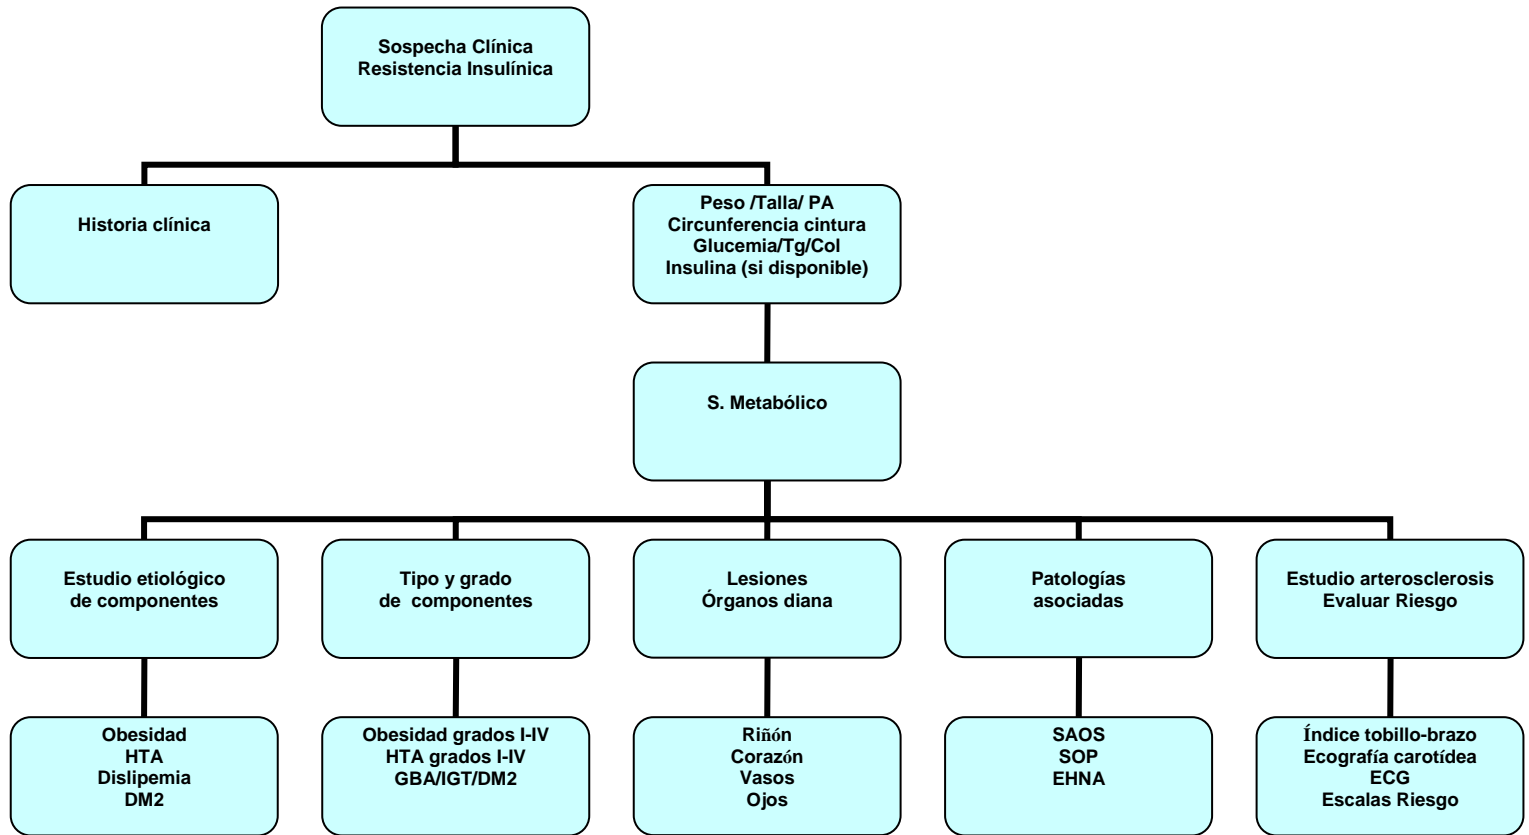 Sospecha Clínica
Resistencia Insulínica
Historia clínica
Peso /Talla/ PA
Circunferencia cintura
Glucemia/Tg/Col
Insulina (si disponible)
S. Metabólico
Estudio etiológico
de componentes
Tipo y grado
de componentes
Lesiones
Órganos diana
Patologías
asociadas
Estudio arterosclerosis
Evaluar Riesgo
Obesidad
HTA
Dislipemia
DM2
Obesidad grados I-IV
HTA grados I-IV
GBA/IGT/DM2
Riñón
Corazón
Vasos
Ojos
SAOS
SOP
EHNA
Índice tobillo-brazo
Ecografía carotídea
ECG
Escalas Riesgo